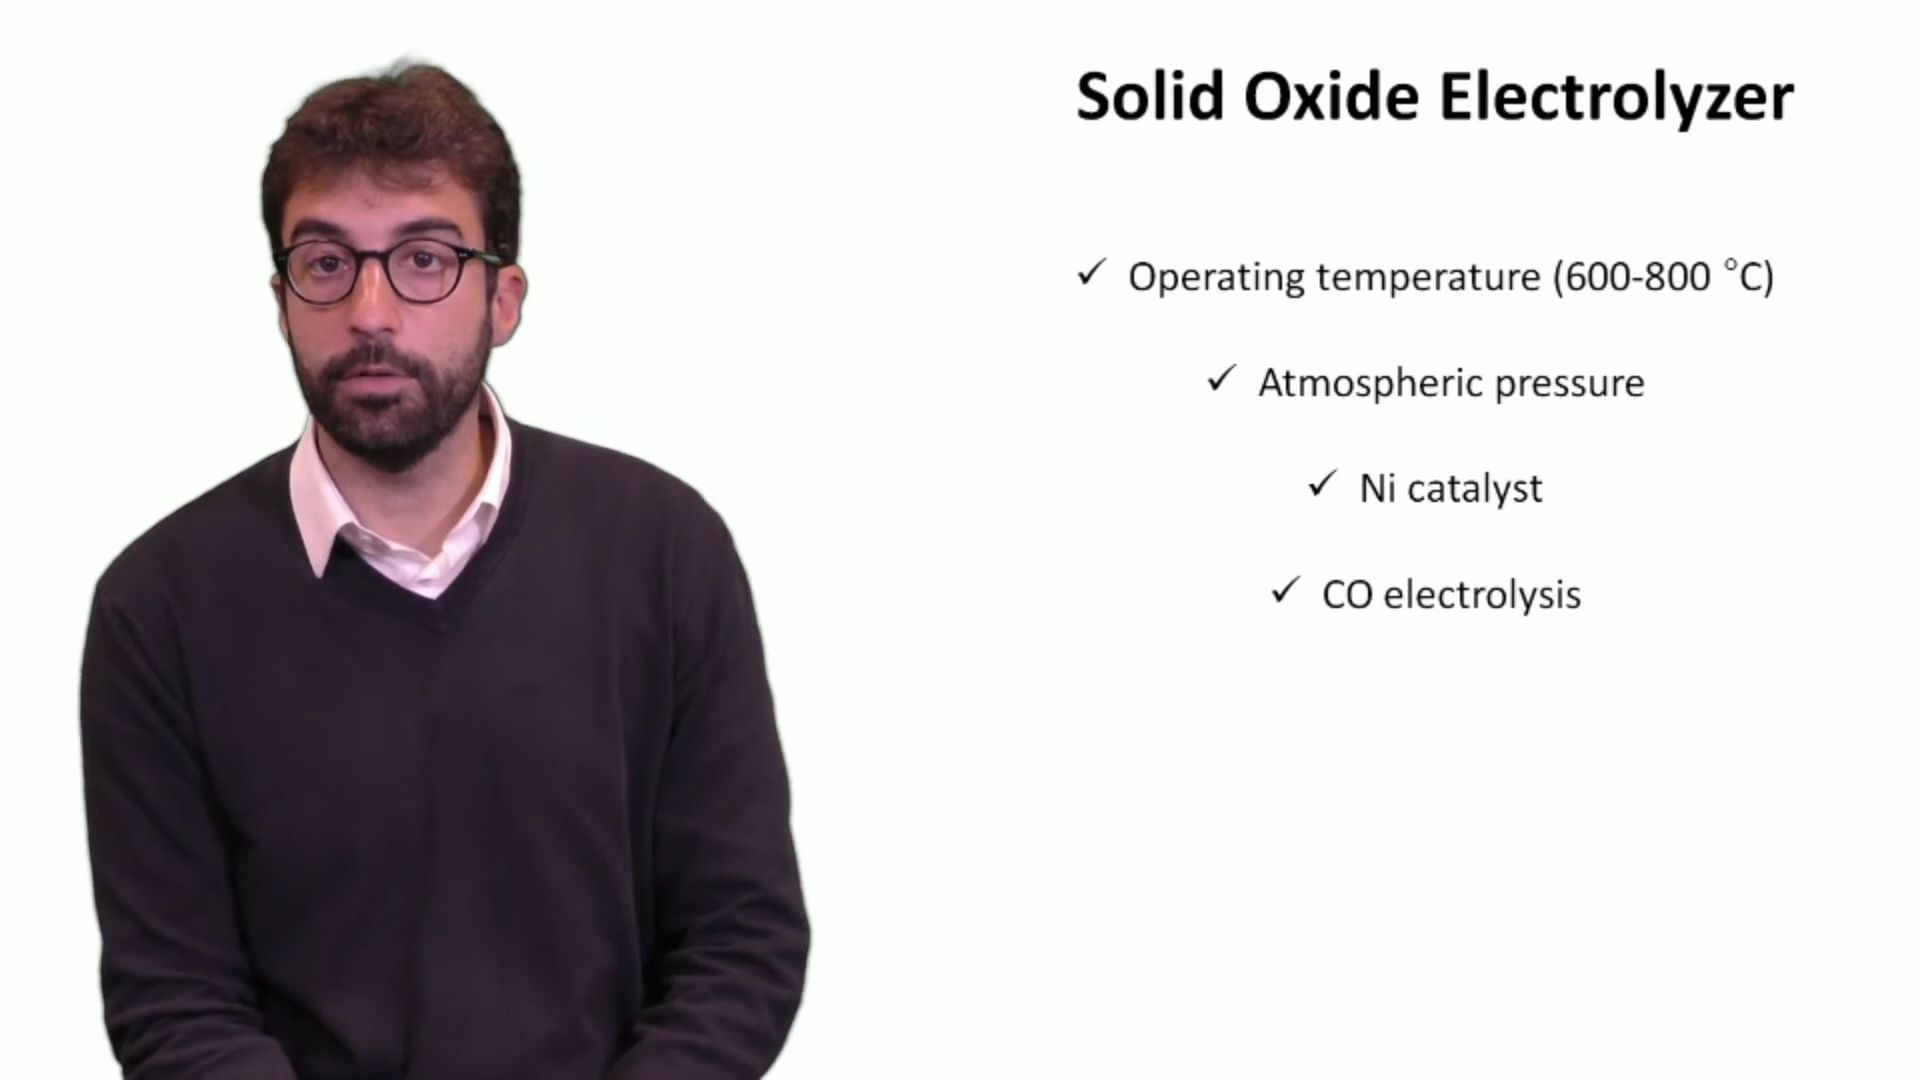 Solid Oxide Electrolyzer
✓ Operating temperature (600-800 °C)
✓ Atmospheric pressure
✓ Ni catalyst
✓ CO electrolysis